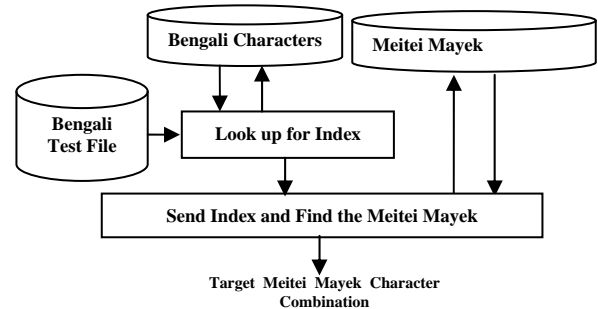 Bengali Characters
Meitei Mayek
Bengali
Test File
Look up for Index
Send Index and Find the Meitei Mayek
Target Meitei Mayek Character
Combination